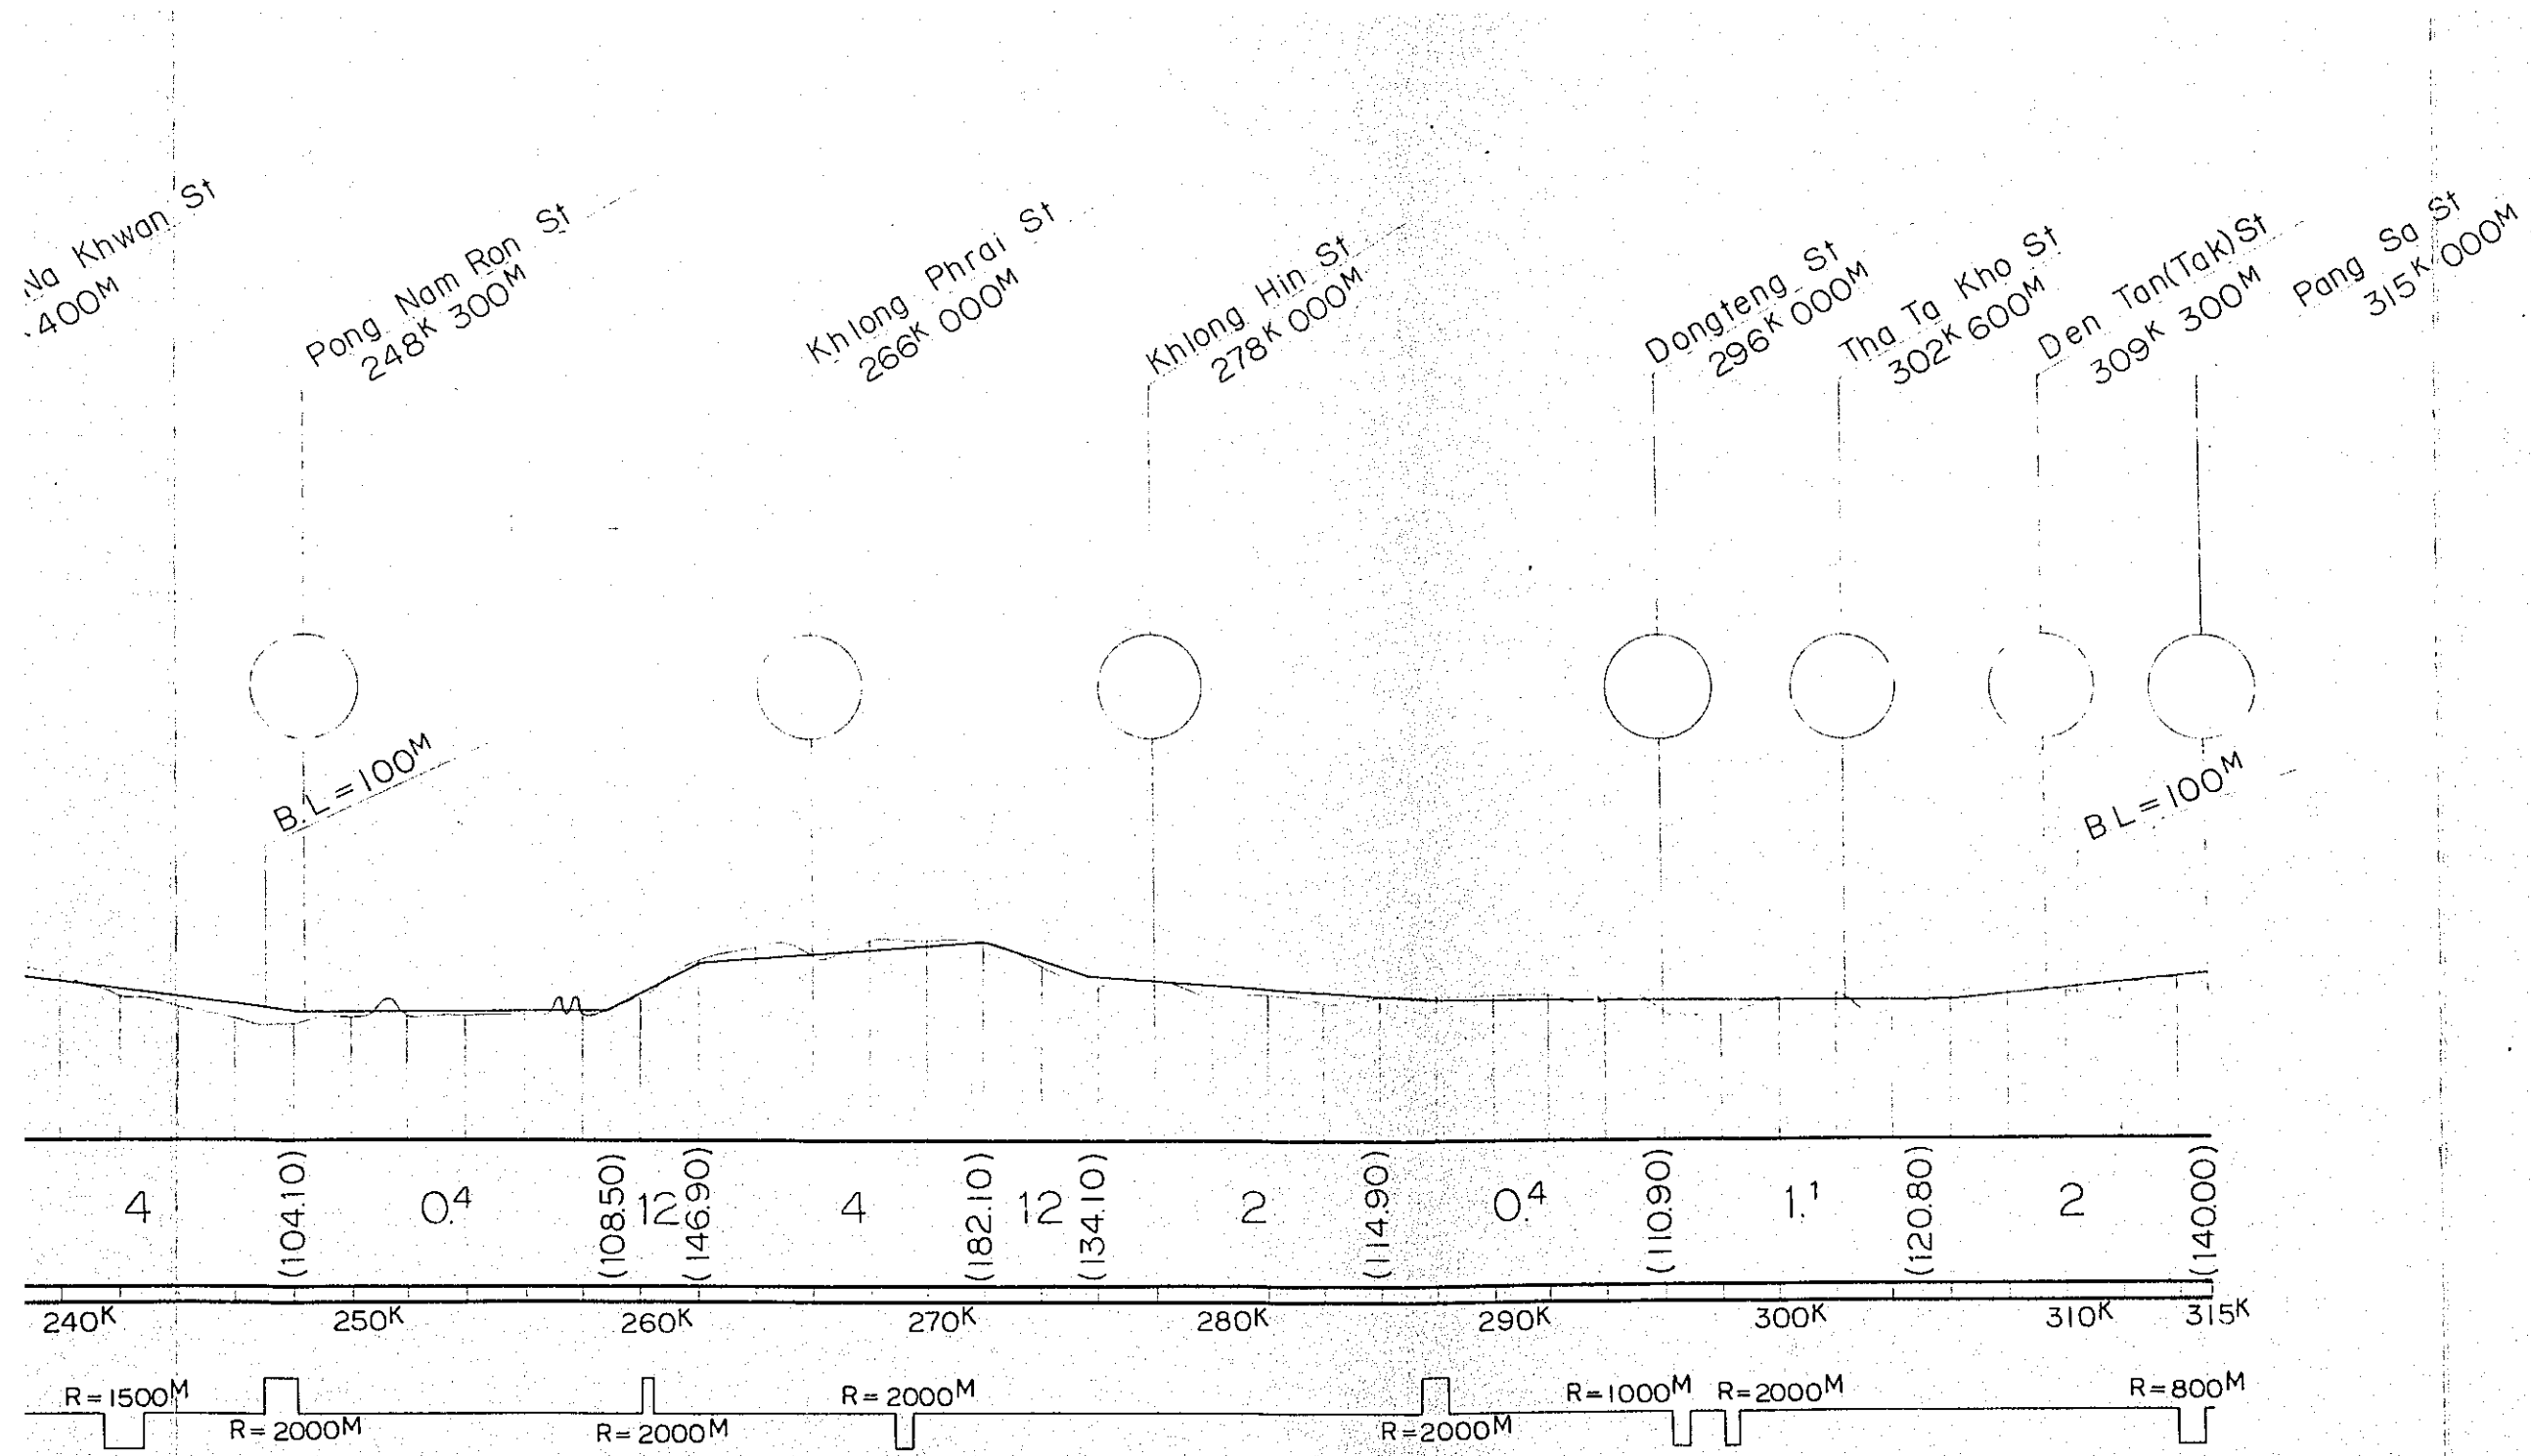 Na Khwan St
400M
Pong Nam Ron St
248K 300M
Khlong Phrai St
266K 000M
Khlong Hin St
278K 000M
Dongteng St
296K 000M
Tha Ta Kho St
302K 600M
Den Tan(Tak)St
309K 300M
Pang Sa St
315K 000M
B.L=100M
BL=100M
4 (104.10) 0.4 (108.50) 12 (146.90) 4 (182.10) 12 (134.10) 2 (114.90) 0.4 (110.90) 1.1 (120.80) 2 (140.00)
240K 250K 260K 270K 280K 290K 300K 310K 315K
R=1500M R=2000M R=1000M R=2000M R=800M
R=2000M R=2000M R=2000M